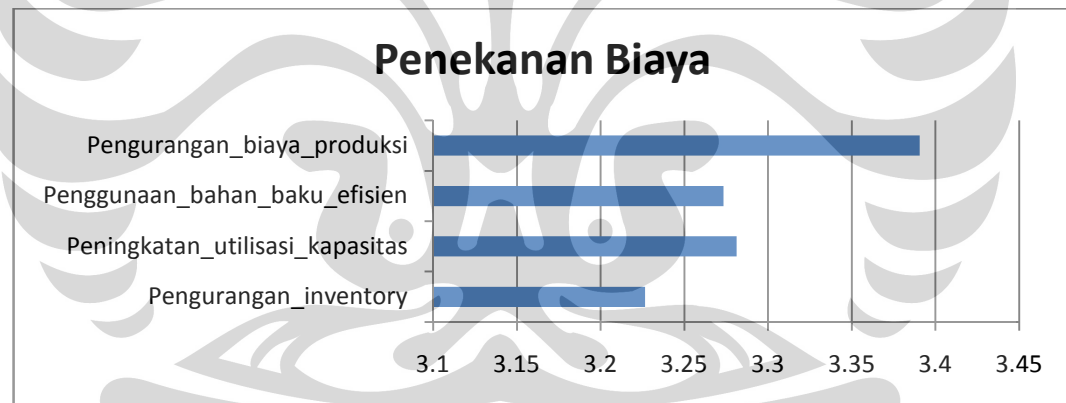 Penekanan Biaya
Pengurangan_biaya_produksi
Penggunaan_bahan_baku_efisien
Peningkatan_utilisasi_kapasitas
Pengurangan_inventory
3.1 3.15 3.2 3.25 3.3 3.35 3.4 3.45